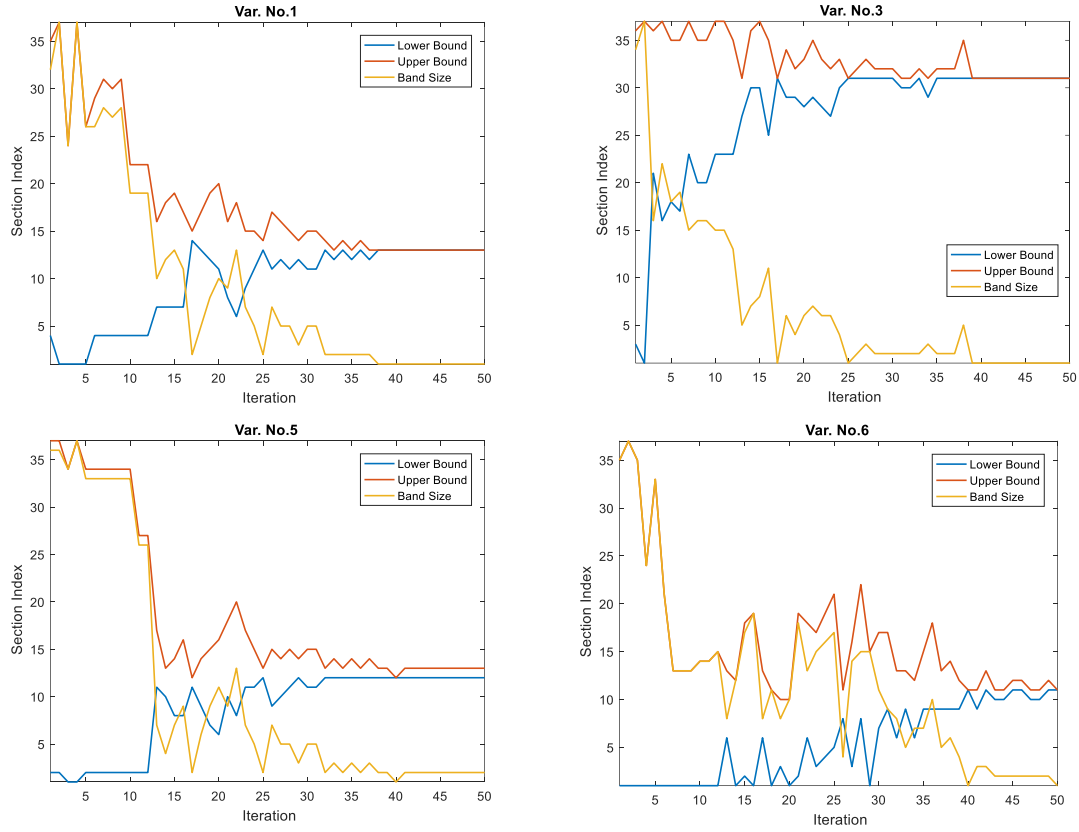 Var. No.1
Section Index
35
30
25
20
15
10
5
Lower Bound
Upper Bound
Band Size
5 10 15 20 25 30 35 40 45 50
Iteration
Var. No.3
Section Index
35
30
25
20
15
10
5
Lower Bound
Upper Bound
Band Size
5 10 15 20 25 30 35 40 45 50
Iteration
Var. No.5
Section Index
35
30
25
20
15
10
5
Lower Bound
Upper Bound
Band Size
5 10 15 20 25 30 35 40 45 50
Iteration
Var. No.6
Section Index
35
30
25
20
15
10
5
Lower Bound
Upper Bound
Band Size
5 10 15 20 25 30 35 40 45 50
Iteration